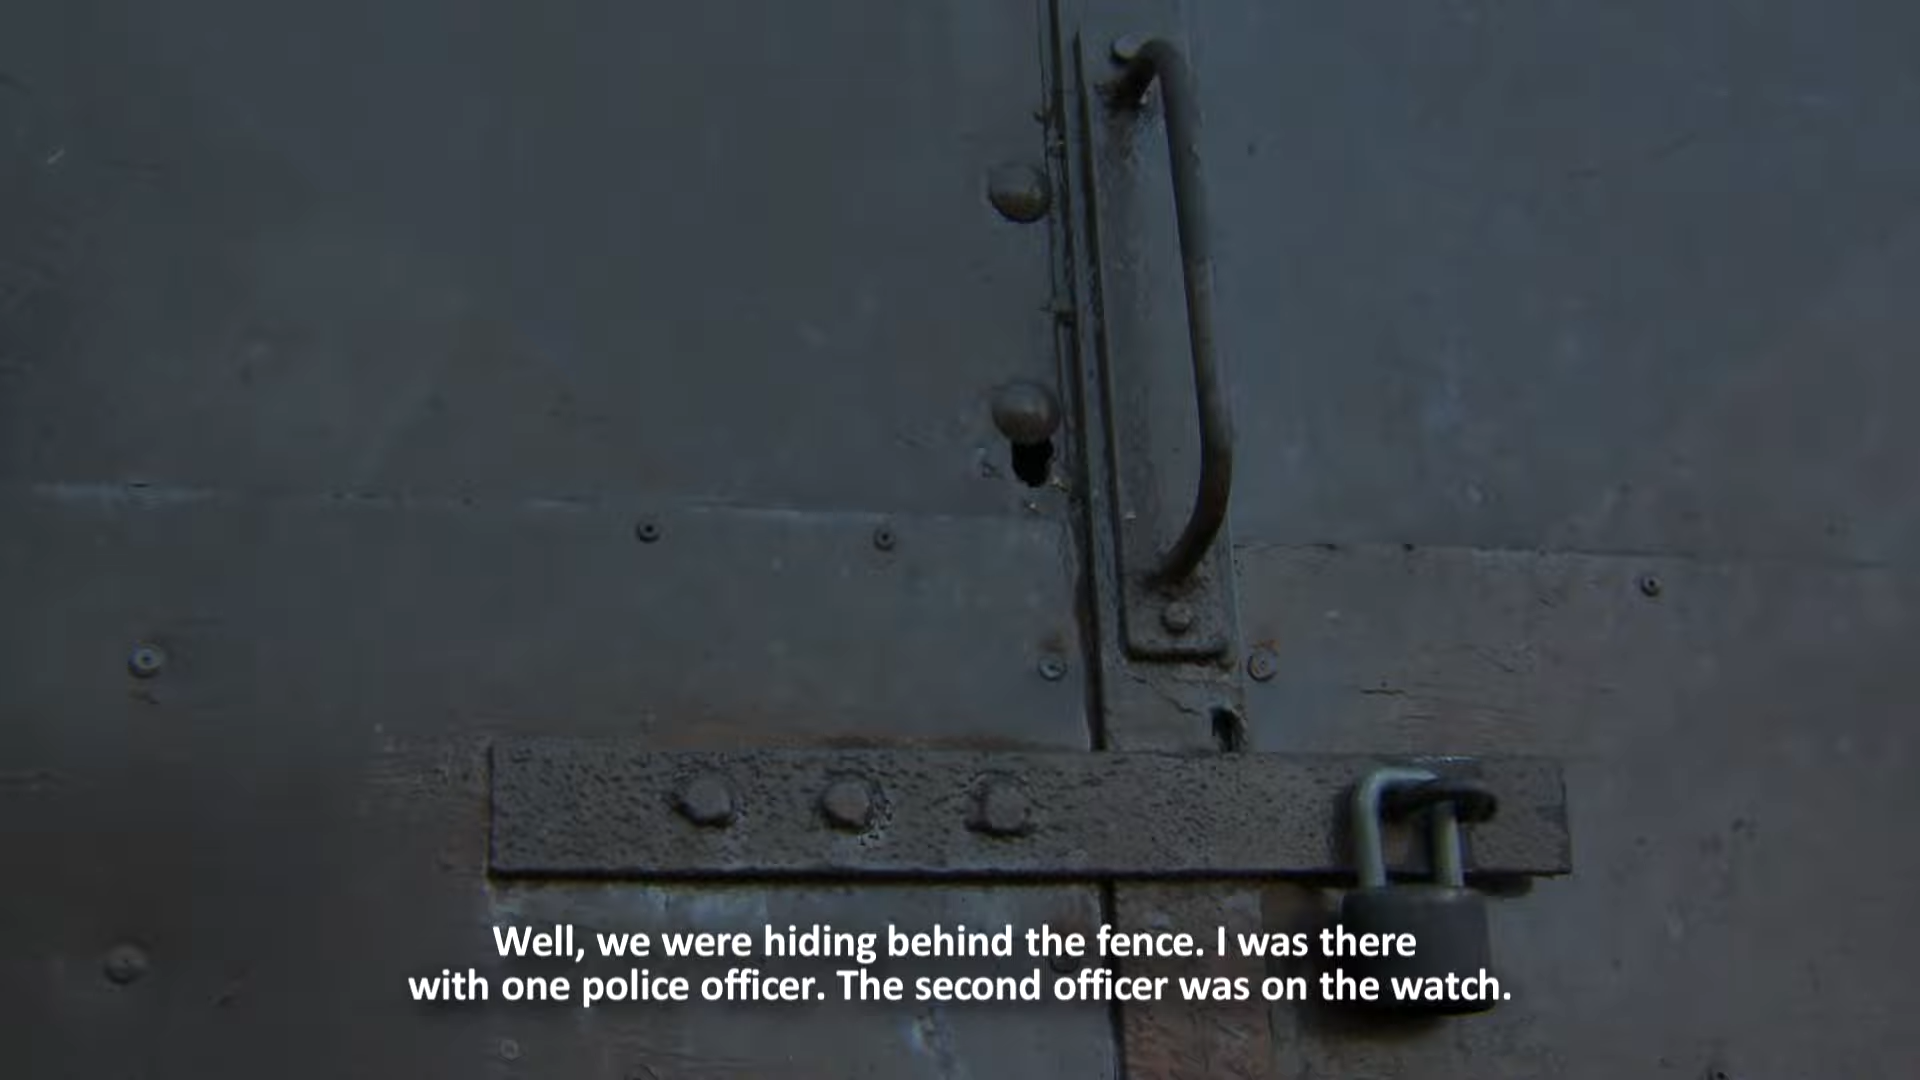 Well, we were hiding behind the fence. I was there
with one police officer. The second officer was on the watch.